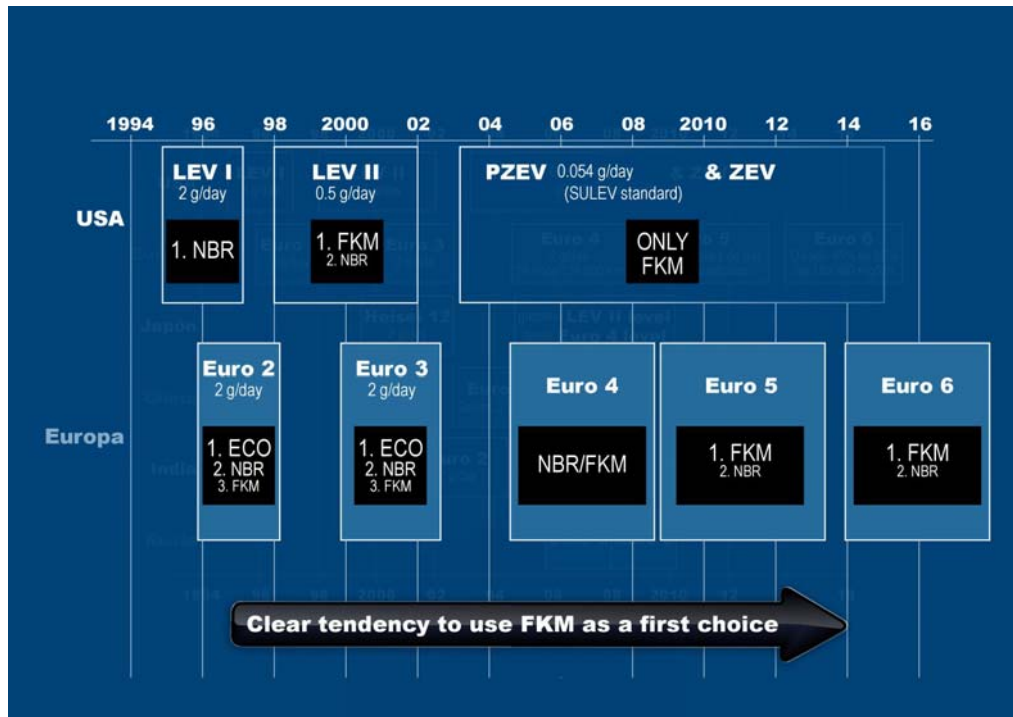 1994 96 98 2000 02 04 06 08 2010 12 14 16
USA
LEV I
2 g/day
1. NBR
LEV II
0.5 g/day
1. FKM
2. NBR
PZEV 0.054 g/day & ZEV
(SULEV standard)
ONLY
FKM
Europa
Euro 2
2 g/day
1. ECO
2. NBR
3. FKM
Euro 3
2 g/day
1. ECO
2. NBR
3. FKM
Euro 4
NBR/FKM
Euro 5
1. FKM
2. NBR
Euro 6
1. FKM
2. NBR
Clear tendency to use FKM as a first choice